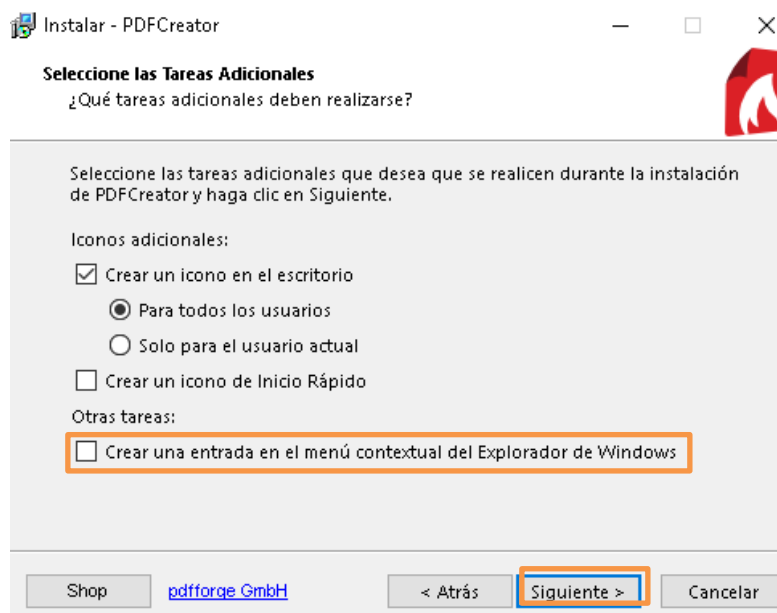 Instalar - PDFCreator
Seleccione las Tareas Adicionales
¿Qué tareas adicionales deben realizarse?
Seleccione las tareas adicionales que desea que se realicen durante la instalación
de PDFCreator y haga clic en Siguiente.
Iconos adicionales:
Crear un icono en el escritorio
Para todos los usuarios
Solo para el usuario actual
Crear un icono de Inicio Rápido
Otras tareas:
Crear una entrada en el menú contextual del Explorador de Windows
Shop pdfforge GmbH < Atrás Siguiente > Cancelar